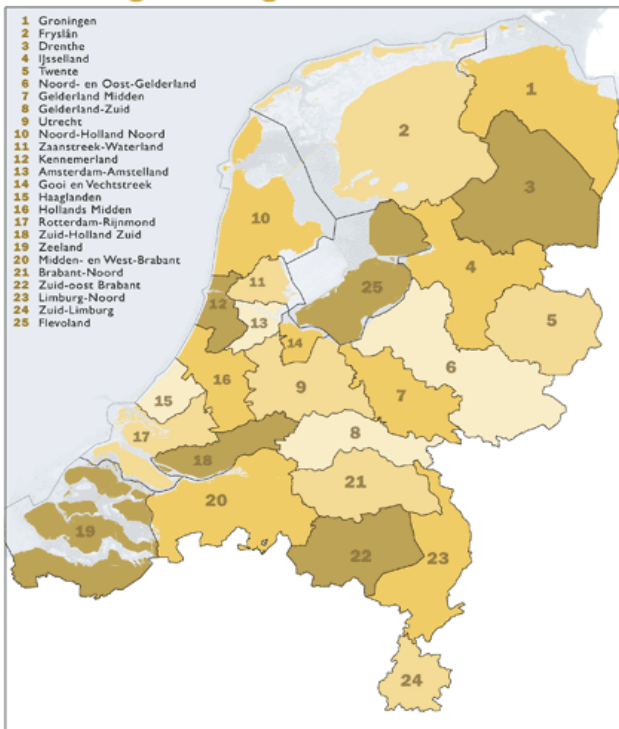 1 Groningen
2 Fryslân
3 Drenthe
4 IJsselland
5 Twente
6 Noord- en Oost-Gelderland
7 Gelderland Midden
8 Gelderland-Zuid
9 Utrecht
10 Noord-Holland Noord
11 Zaanstreek-Waterland
12 Kennemerland
13 Amsterdam-Amstelland
14 Gooi en Vechtstreek
15 Haaglanden
16 Hollands Midden
17 Rotterdam-Rijnmond
18 Zuid-Holland Zuid
19 Zeeland
20 Midden- en West-Brabant
21 Brabant-Noord
22 Zuid-oost Brabant
23 Limburg-Noord
24 Zuid-Limburg
25 Flevoland
1
2
3
10
4
11
25
12
13
5
14
6
16
9
7
15
17
8
18
21
20
19
22
23
24